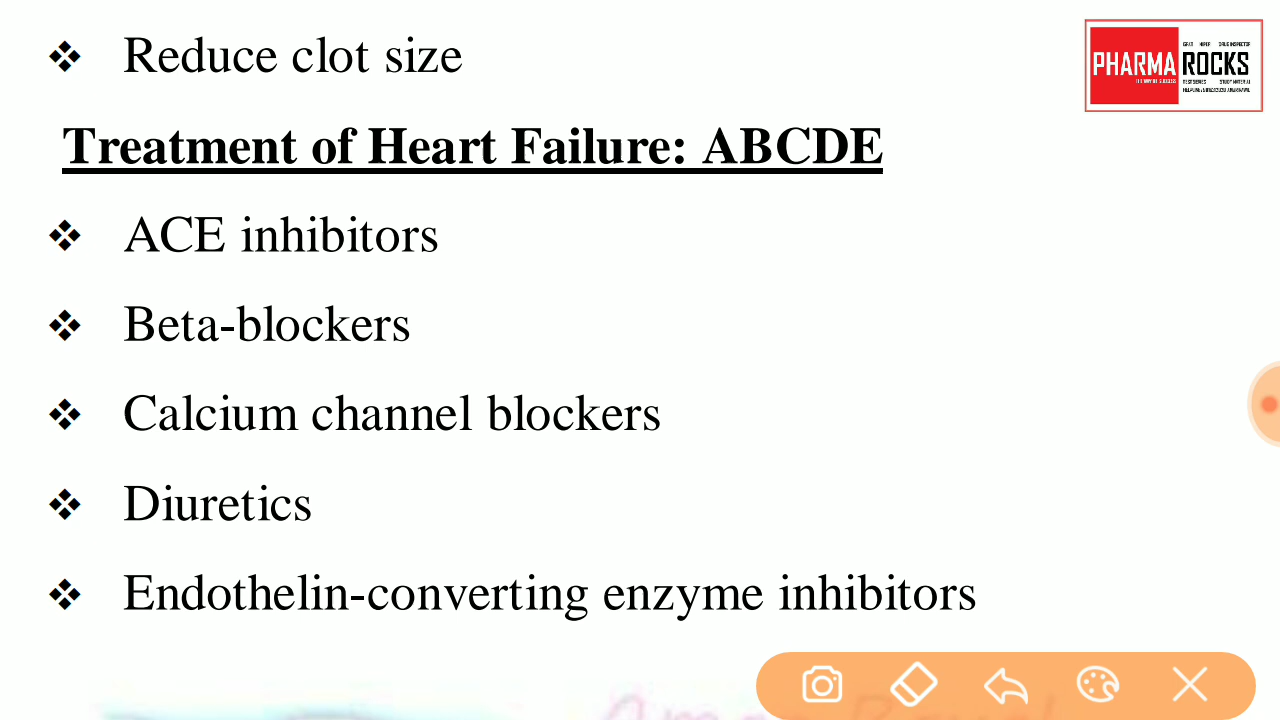 Reduce clot size
PHARMA ROCKS
Treatment of Heart Failure: ABCDE
ACE inhibitors
Beta-blockers
Calcium channel blockers
Diuretics
Endothelin-converting enzyme inhibitors